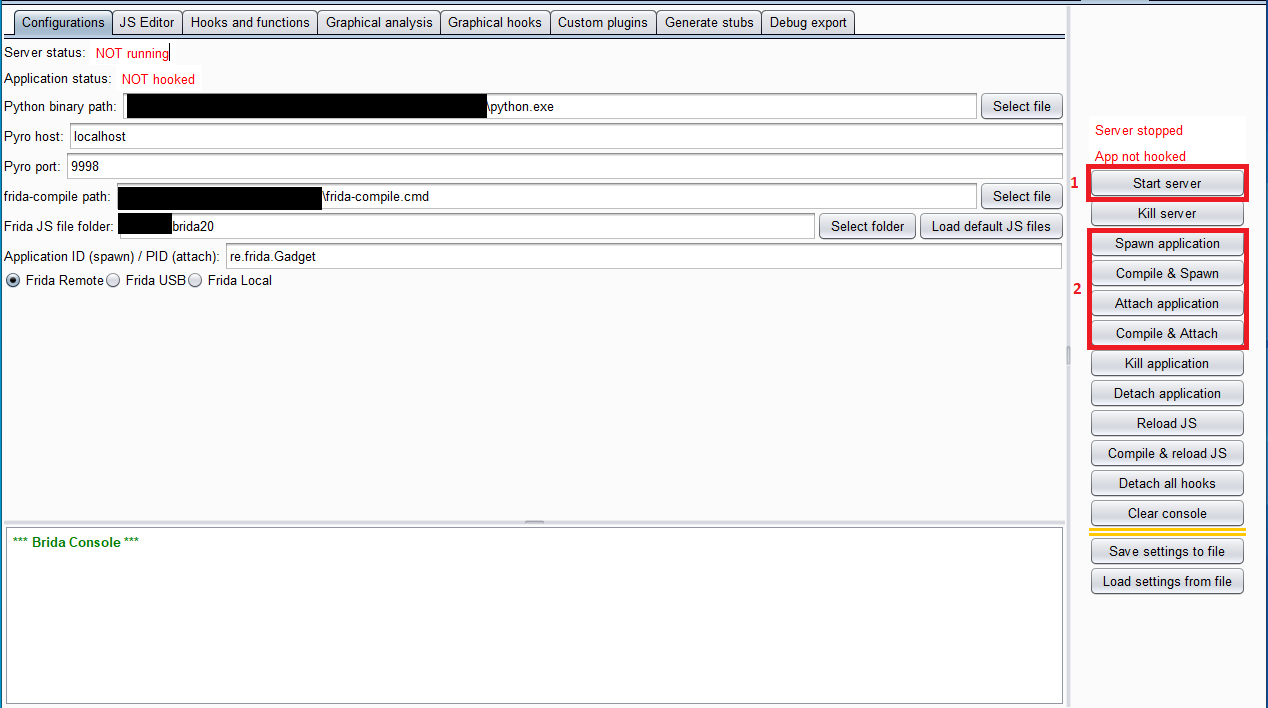 Configurations JS Editor Hooks and functions Graphical analysis Graphical hooks Custom plugins Generate stubs Debug export
Server status: NOT running
Application status: NOT hooked
Python binary path: \python.exe Select file
Pyro host: localhost
Pyro port: 9998
frida-compile path: \frida-compile.cmd Select file
Frida JS file folder: brida20 Select folder Load default JS files
Application ID (spawn) / PID (attach): re.frida.Gadget
Frida Remote Frida USB Frida Local
*** Brida Console ***
Server stopped
App not hooked
1 Start server
Kill server
Spawn application
Compile & Spawn
2
Attach application
Compile & Attach
Kill application
Detach application
Reload JS
Compile & reload JS
Detach all hooks
Clear console
Save settings to file
Load settings from file